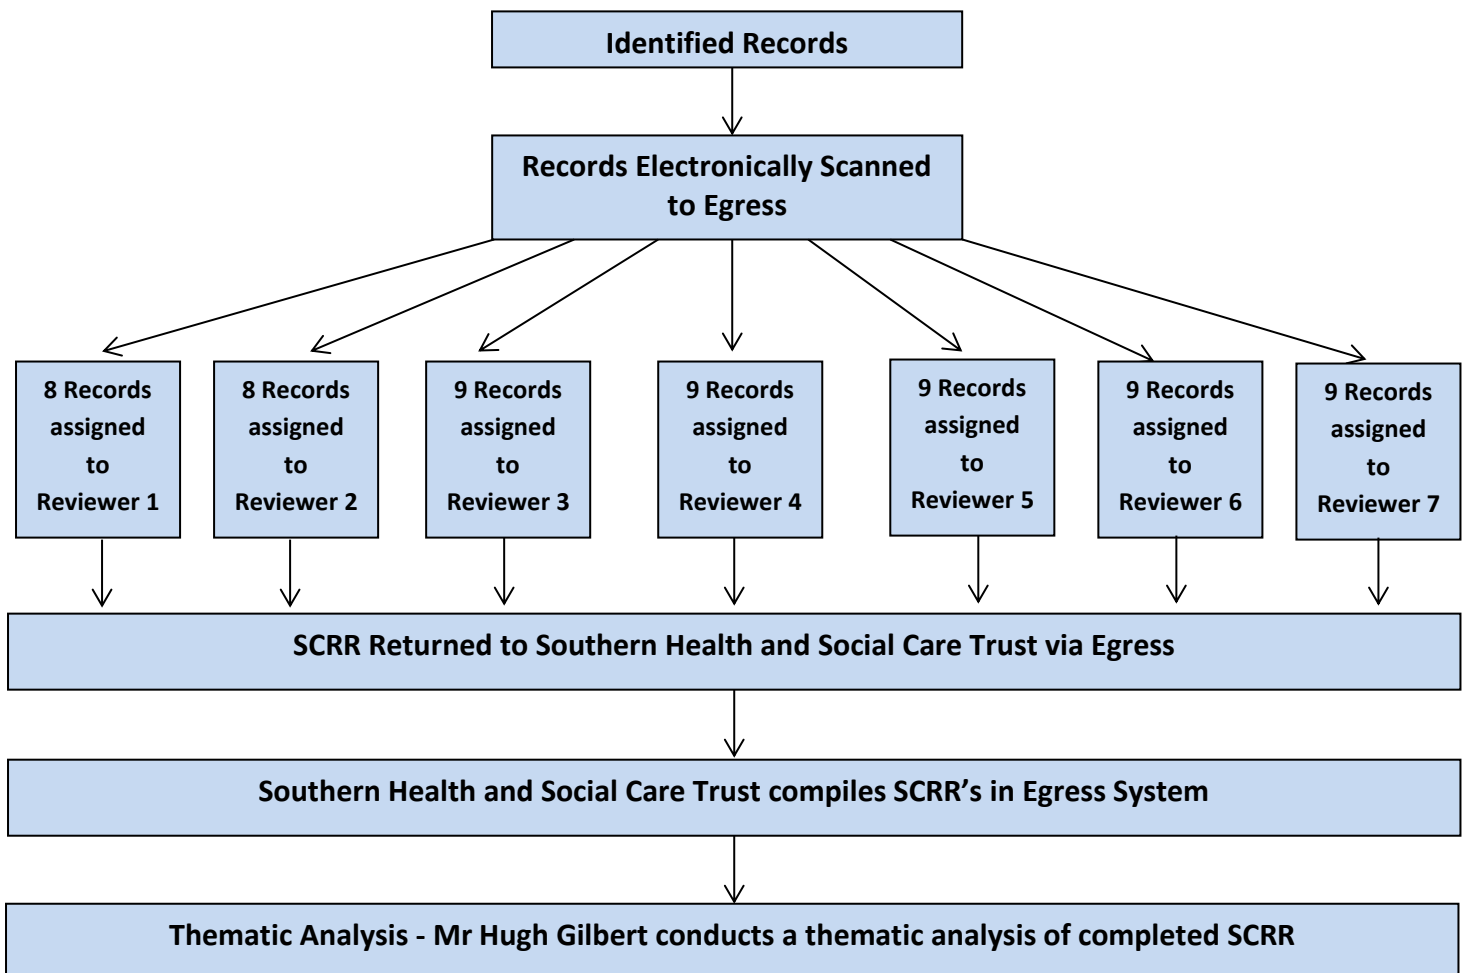 Identified Records
Records Electronically Scanned
to Egress
8 Records
assigned
to
Reviewer 1
8 Records
assigned
to
Reviewer 2
9 Records
assigned
to
Reviewer 3
9 Records
assigned
to
Reviewer 4
9 Records
assigned
to
Reviewer 5
9 Records
assigned
to
Reviewer 6
9 Records
assigned
to
Reviewer 7
SCRR Returned to Southern Health and Social Care Trust via Egress
Southern Health and Social Care Trust compiles SCRR’s in Egress System
Thematic Analysis - Mr Hugh Gilbert conducts a thematic analysis of completed SCRR